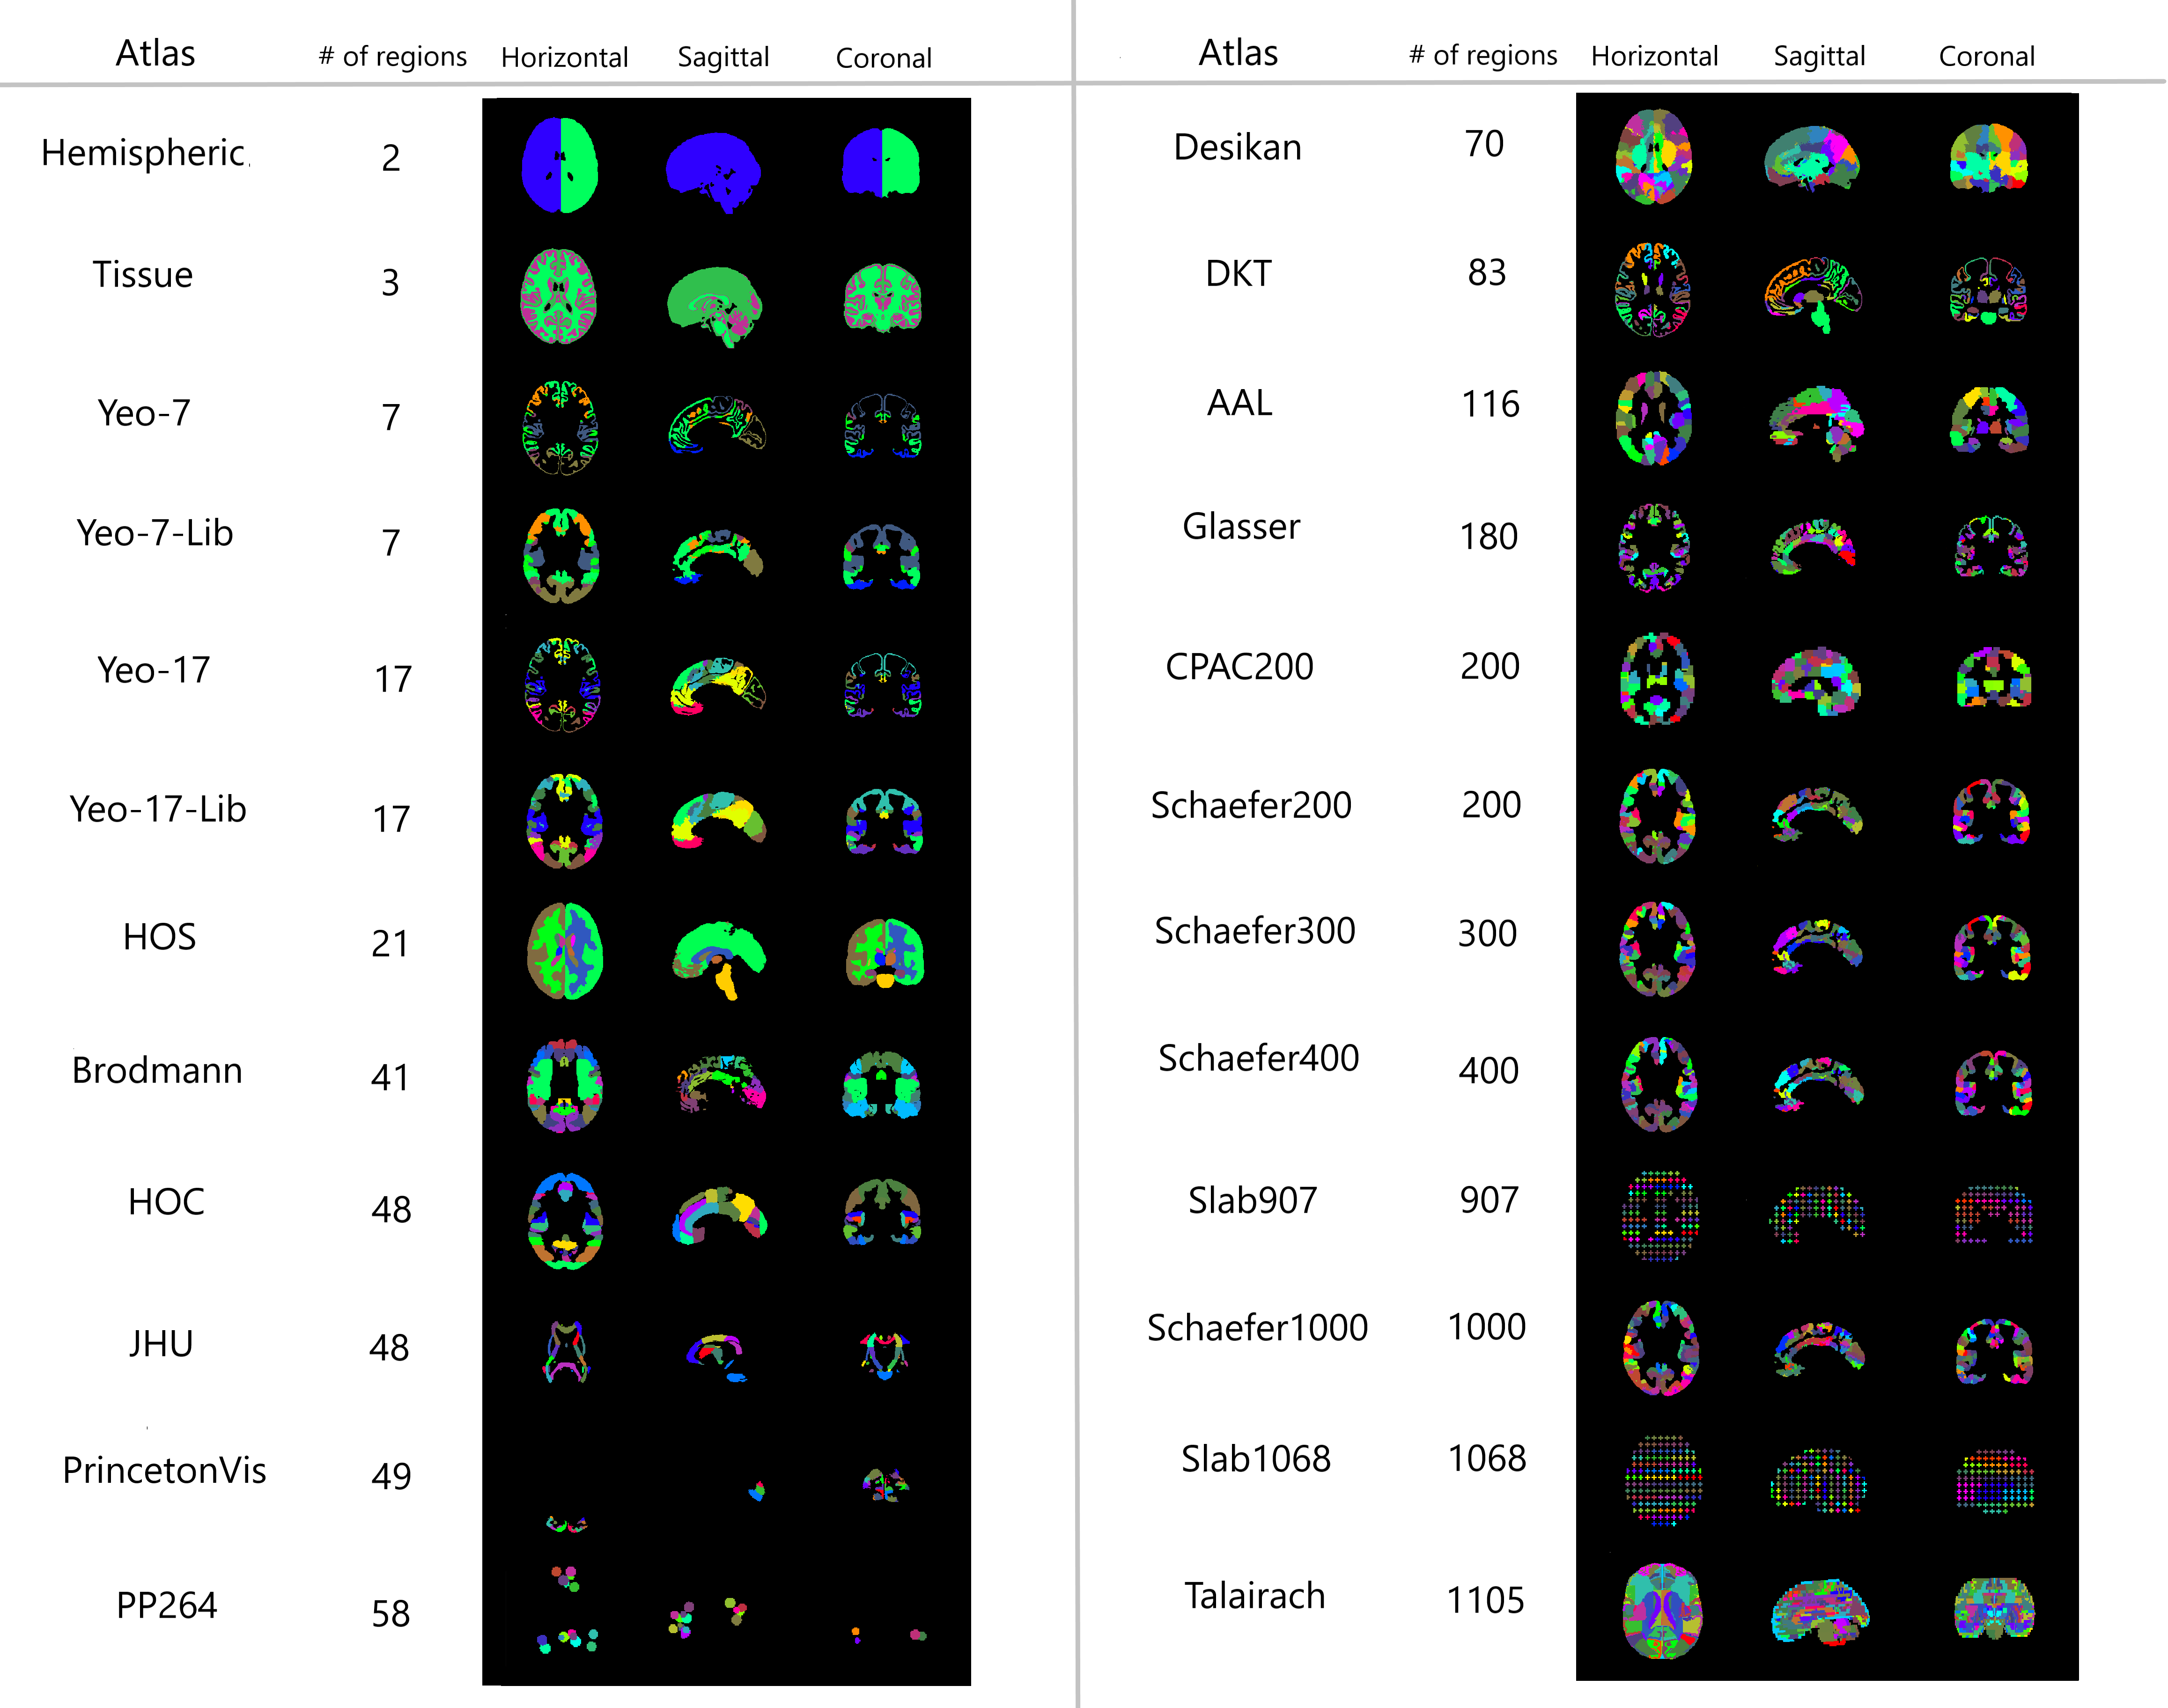 Atlas # of regions Horizontal Sagittal Coronal
Hemispheric 2
Tissue 3
Yeo-7 7
Yeo-7-Lib 7
Yeo-17 17
Yeo-17-Lib 17
HOS 21
Brodmann 41
HOC 48
JHU 48
PrincetonVis 49
PP264 58
Atlas # of regions Horizontal Sagittal Coronal
Desikan 70
DKT 83
AAL 116
Glasser 180
CPAC200 200
Schaefer200 200
Schaefer300 300
Schaefer400 400
Slab907 907
Schaefer1000 1000
Slab1068 1068
Talairach 1105